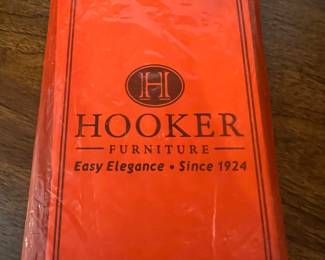 H
HOOKER
FURNITURE
Easy Elegance • Since 1924